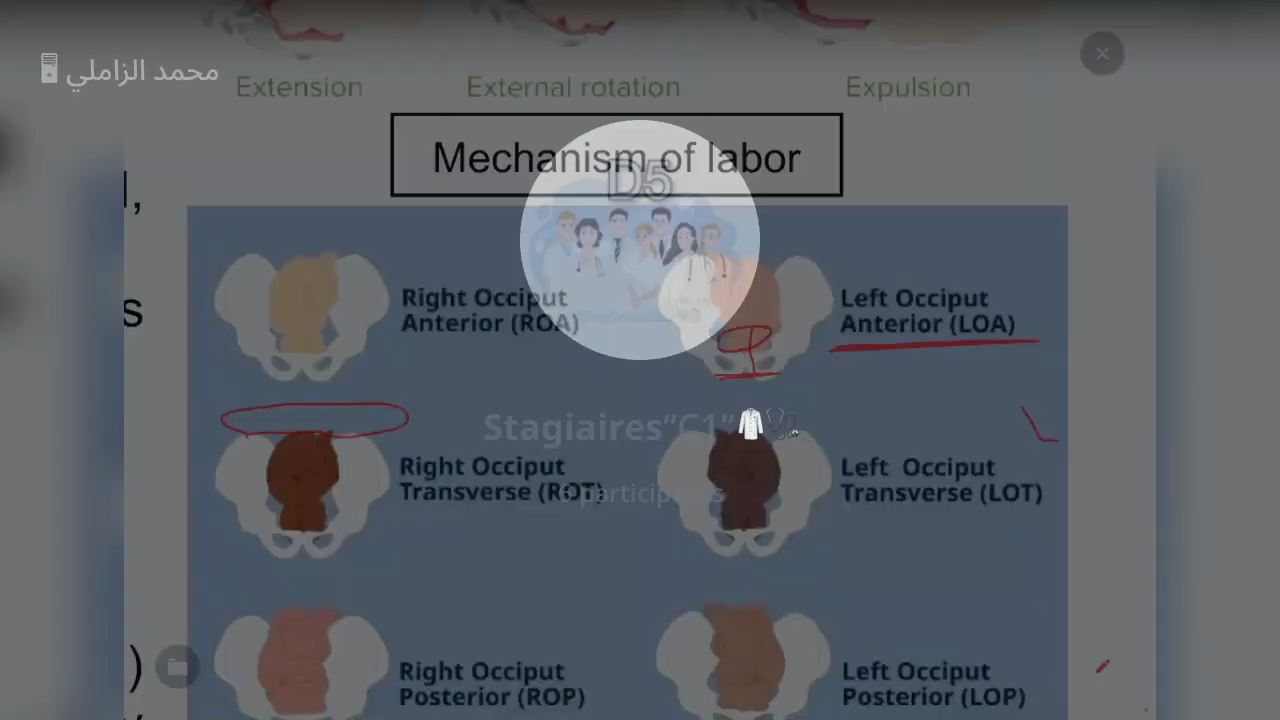 محمد الزاملي 🖥
Extension
External rotation
Expulsion
Mechanism of labor
D5
,
s
Right Occiput
Anterior (ROA)
Left Occiput
Anterior (LOA)
Stagiaires“C1”🥼🩺
Right Occiput
Transverse (ROT)
Left Occiput
Transverse (LOT)
)
Right Occiput
Posterior (ROP)
Left Occiput
Posterior (LOP)